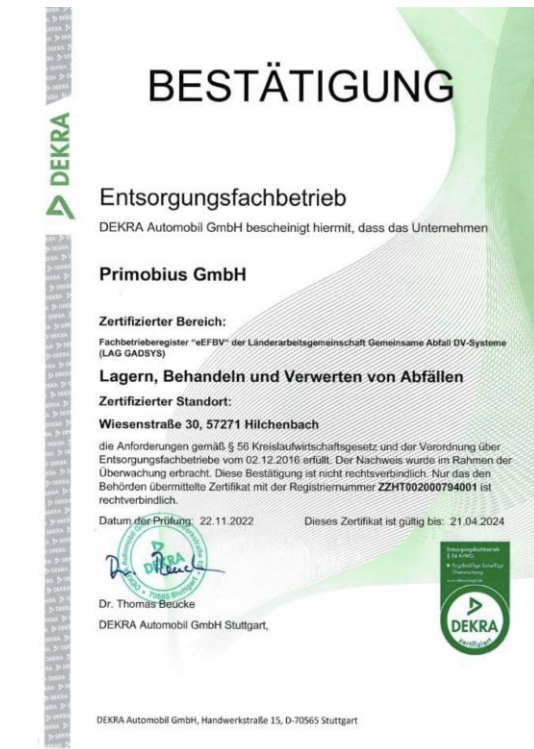 BESTÄTIGUNG
DEKRA
Entsorgungsfachbetrieb
DEKRA Automobil GmbH bescheinigt hiermit, dass das Unternehmen
Primobius GmbH
Zertifizierter Bereich:
Fachbetrieberegister "eEFBV" der Länderarbeitsgemeinschaft Gemeinsame Abfall DV-Systeme
(LAG GADSYS)
Lagern, Behandeln und Verwerten von Abfällen
Zertifizierter Standort:
Wiesenstraße 30, 57271 Hilchenbach
die Anforderungen gemäß § 56 Kreislaufwirtschaftsgesetz und der Verordnung über
Entsorgungsfachbetriebe vom 02.12.2016 erfüllt. Der Nachweis wurde im Rahmen der
Überwachung erbracht. Diese Bestätigung ist nicht rechtsverbindlich. Nur das den
Behörden übermittelte Zertifikat mit der Registriernummer ZZHT002000794001 ist
rechtverbindlich.
Datum der Prüfung: 22.11.2022 Dieses Zertifikat ist gültig bis: 21.04.2024
DEKRA
70565 Stuttgart
Dr. Thomas Beucke
DEKRA Automobil GmbH Stuttgart,
Entsorgungsfachbetrieb
DEKRA
zertifiziert
DEKRA Automobil GmbH, Handwerkstraße 15, D-70565 Stuttgart